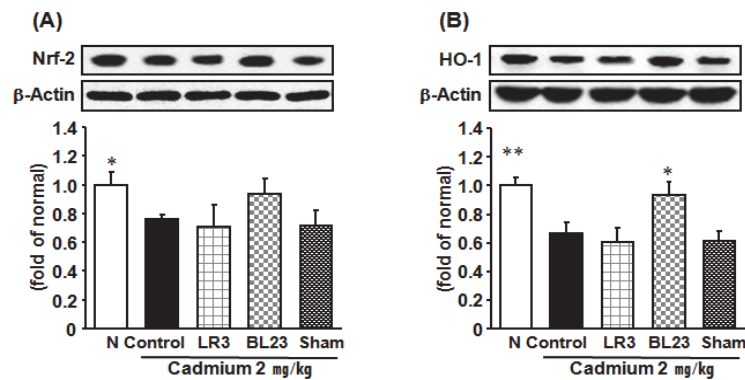 (A)
Nrf-2
β-Actin
1.4
1.2
1.0
0.8
0.6
0.4
0.2
0
(fold of normal)
*
N Control LR3 BL23 Sham
Cadmium 2 mg/kg
(B)
HO-1
β-Actin
1.4
1.2
1.0
0.8
0.6
0.4
0.2
0
(fold of normal)
**
*
N Control LR3 BL23 Sham
Cadmium 2 mg/kg